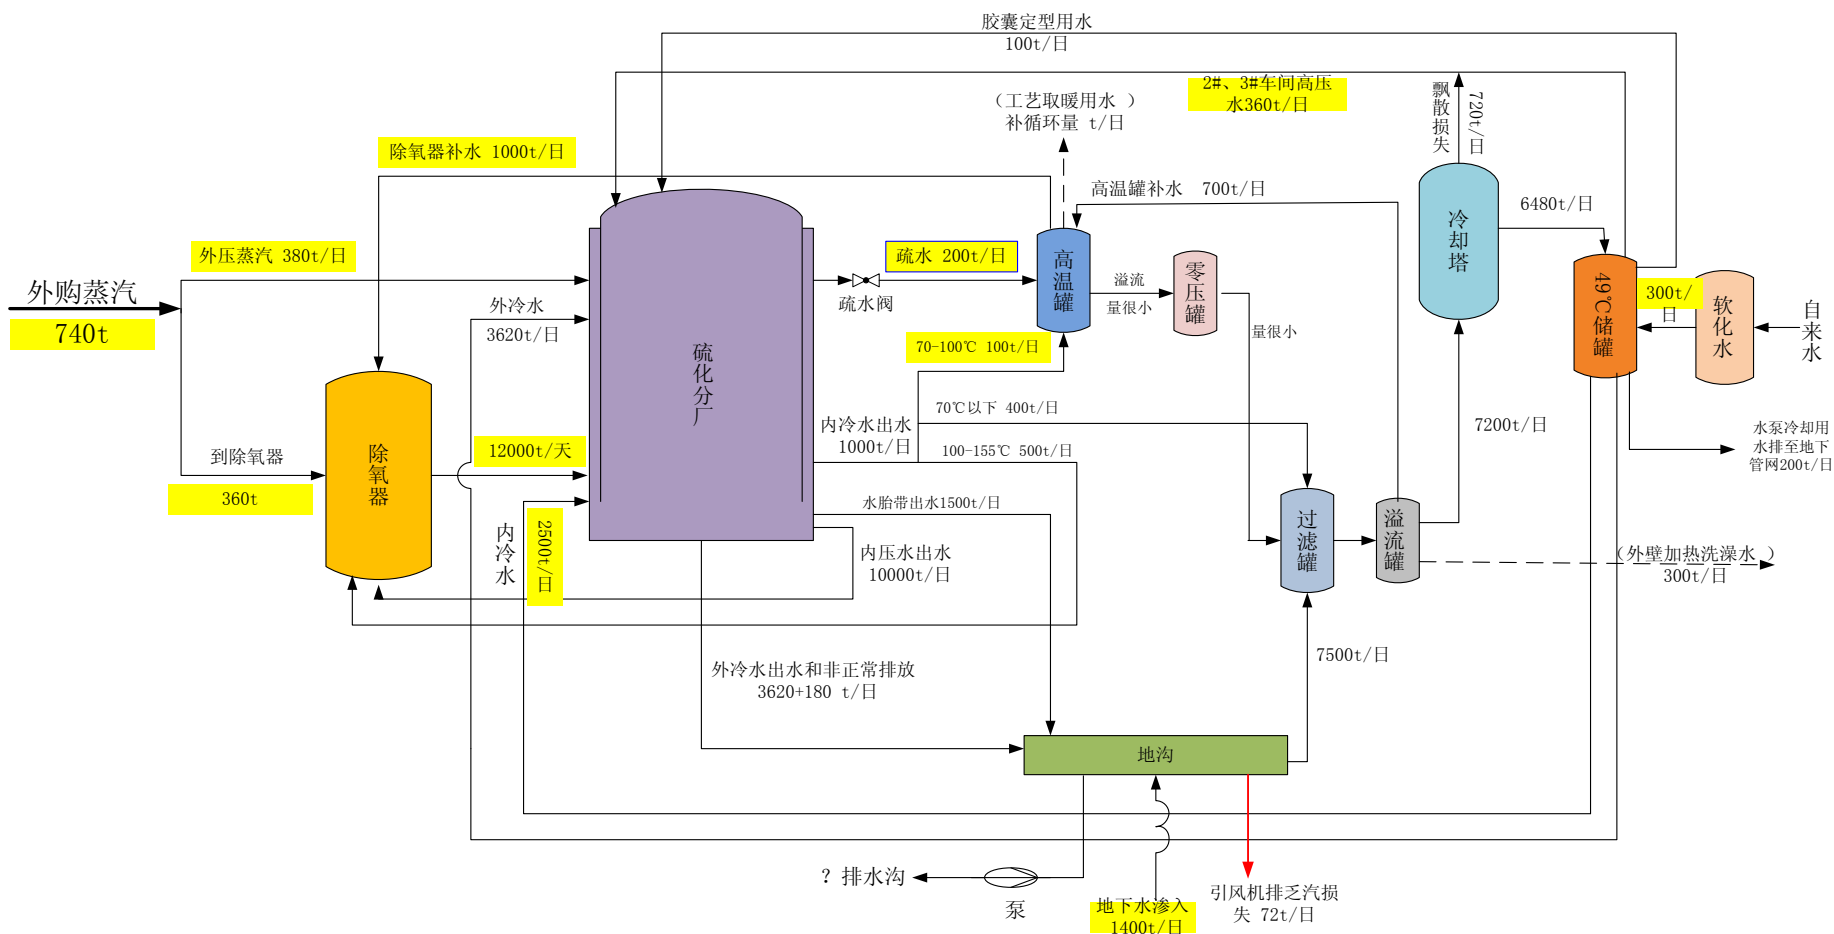 胶囊定型用水
100t/日
2#、3#车间高压
水360t/日
(工艺取暖用水 )
补循环量 t/日
飘散损失
720t/日
除氧器补水 1000t/日
高温罐补水 700t/日
6480t/日
外压蒸汽 380t/日
疏水 200t/日
外购蒸汽
740t
外冷水
3620t/日
疏水阀
高温罐
溢流
量很小
零压罐
量很小
冷却塔
49℃储罐
300t/
日
软化水
自来水
70-100℃ 100t/日
硫化分厂
70℃以下 400t/日
内冷水出水
1000t/日
100-155℃ 500t/日
7200t/日
水泵冷却用
水排至地下
管网200t/日
到除氧器
360t
除氧器
12000t/天
水胎带出水1500t/日
内冷水
2500t/日
内压水出水
10000t/日
过滤罐
溢流罐
(外壁加热洗澡水 )
300t/日
外冷水出水和非正常排放
3620+180 t/日
7500t/日
地沟
? 排水沟
泵
地下水渗入
1400t/日
引风机排乏汽损
失 72t/日